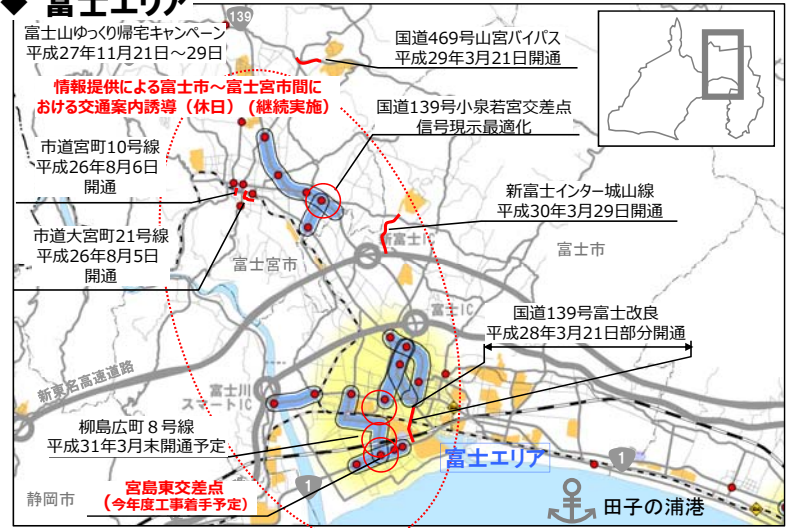 ◆ 富士エリア
139
富士山ゆっくり帰宅キャンペーン
平成27年11月21日～29日
国道469号山宮バイパス
平成29年3月21日開通
情報提供による富士市～富士宮市間に
おける交通案内誘導（休日）（継続実施）
国道139号小泉若宮交差点
信号現示最適化
市道宮町10号線
平成26年8月6日
開通
新富士インター城山線
平成30年3月29日開通
市道大宮町21号線
平成26年8月5日
開通
新富士IC
富士市
富士宮市
国道139号富士改良
平成28年3月21日部分開通
富士IC
新東名高速道路
富士川
スマートIC
柳島広町８号線
平成31年3月末開通予定
富士エリア
1
宮島東交差点
（今年度工事着手予定）
1
静岡市
田子の浦港